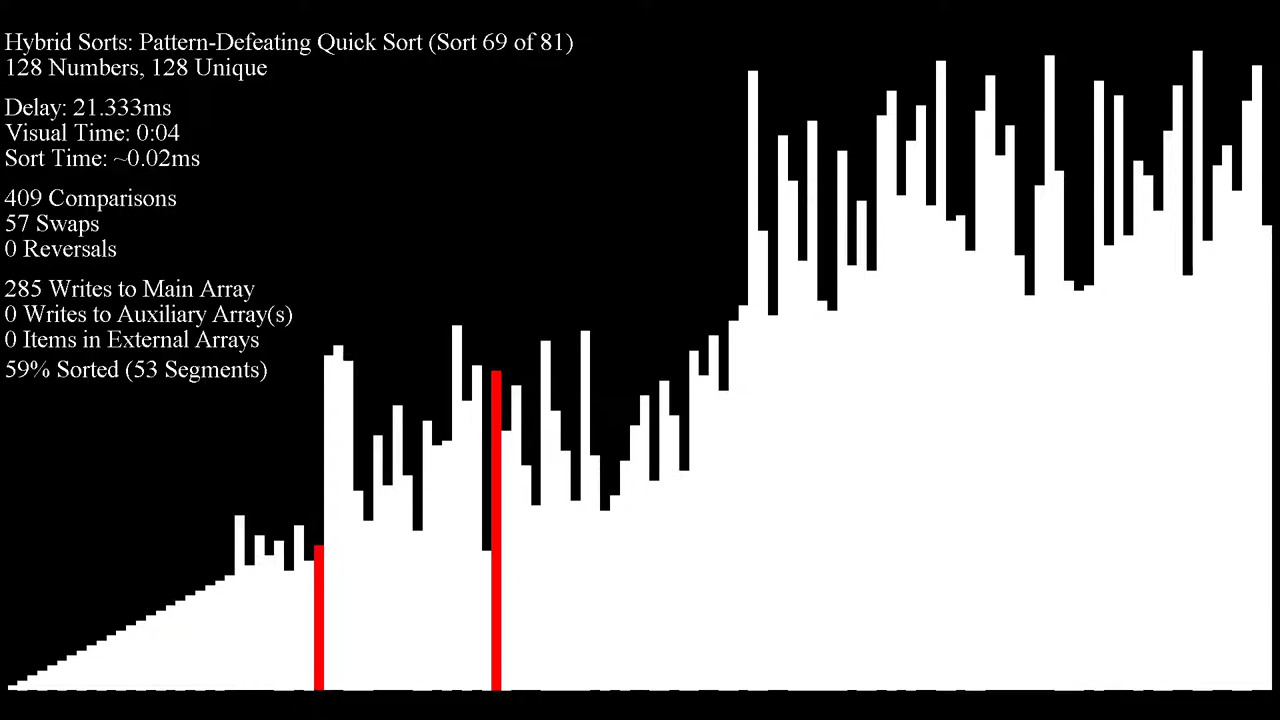 Hybrid Sorts: Pattern-Defeating Quick Sort (Sort 69 of 81)
128 Numbers, 128 Unique
Delay: 21.333ms
Visual Time: 0:04
Sort Time: ~0.02ms
409 Comparisons
57 Swaps
0 Reversals
285 Writes to Main Array
0 Writes to Auxiliary Array(s)
0 Items in External Arrays
59% Sorted (53 Segments)